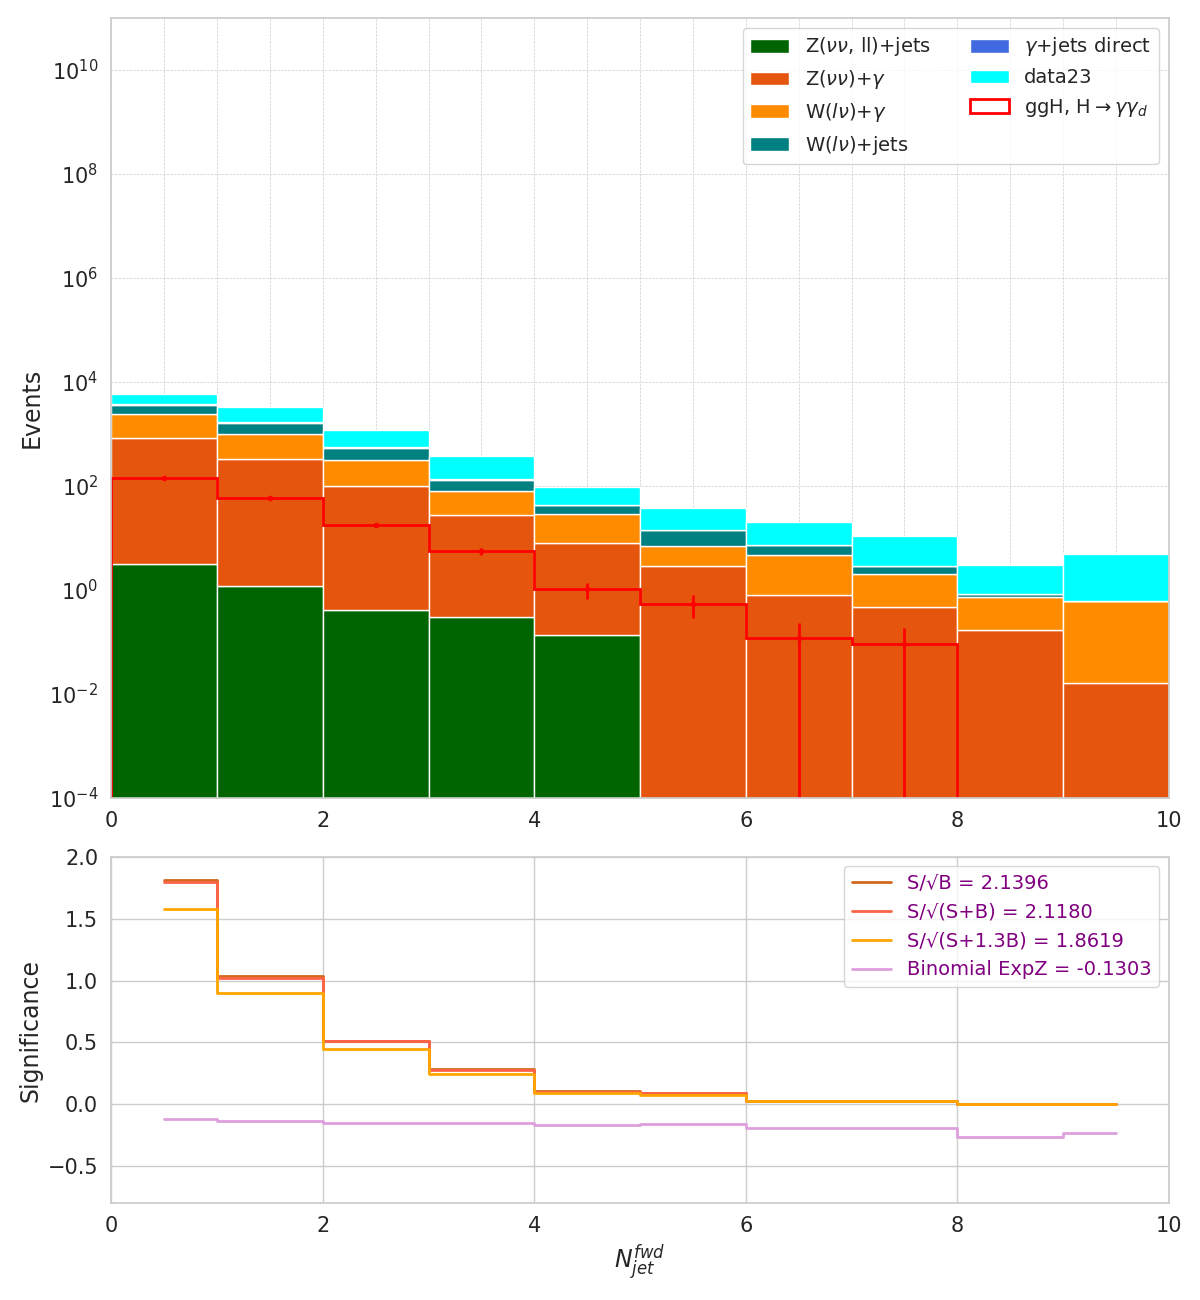 Z(νν, ll)+jets
Z(νν)+γ
W(lν)+γ
W(lν)+jets
γ+jets direct
data23
ggH, H→γγ_d
Events
10^10
10^8
10^6
10^4
10^2
10^0
10^−2
10^−4
0 2 4 6 8 10
Significance
2.0
1.5
1.0
0.5
0.0
−0.5
S/√B = 2.1396
S/√(S+B) = 2.1180
S/√(S+1.3B) = 1.8619
Binomial ExpZ = -0.1303
0 2 4 6 8 10
N_jet^fwd